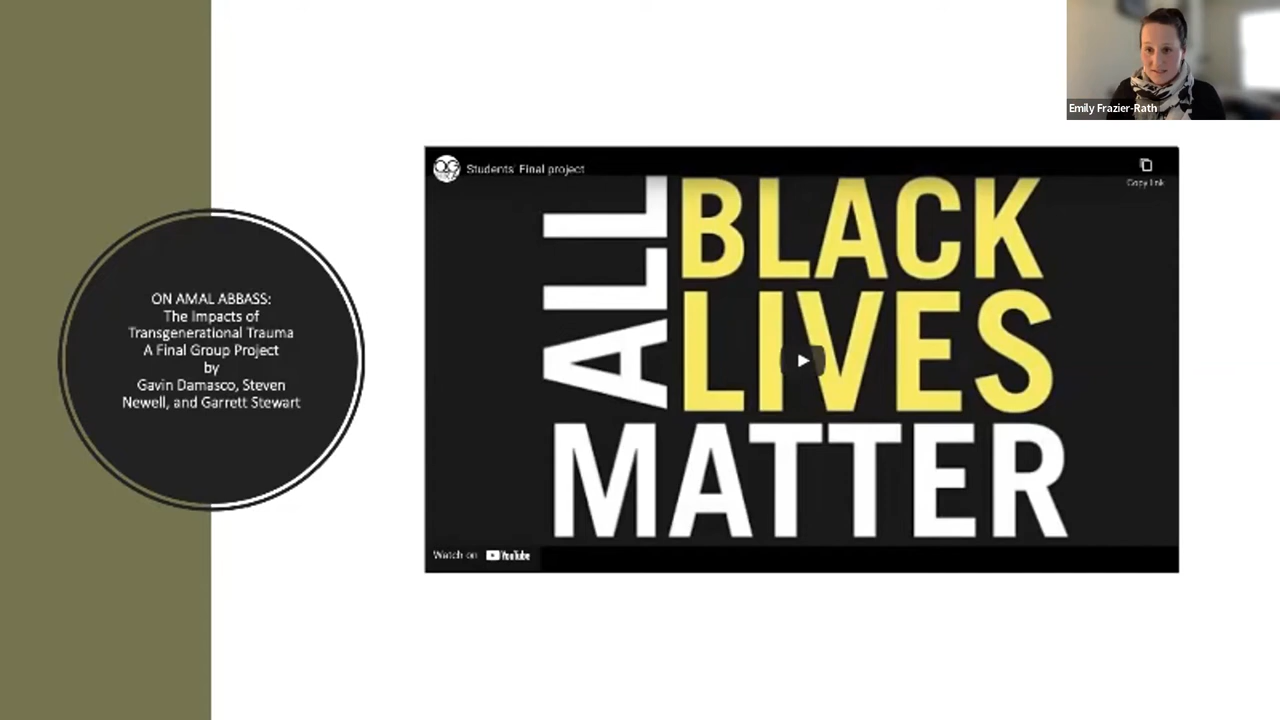 Emily Frazier-Rath
Students' Final project
Copy link
ALL
BLACK
LIVES
MATTER
Watch on YouTube
ON AMAL ABBASS:
The Impacts of
Transgenerational Trauma
A Final Group Project
by
Gavin Damasco, Steven
Newell, and Garrett Stewart